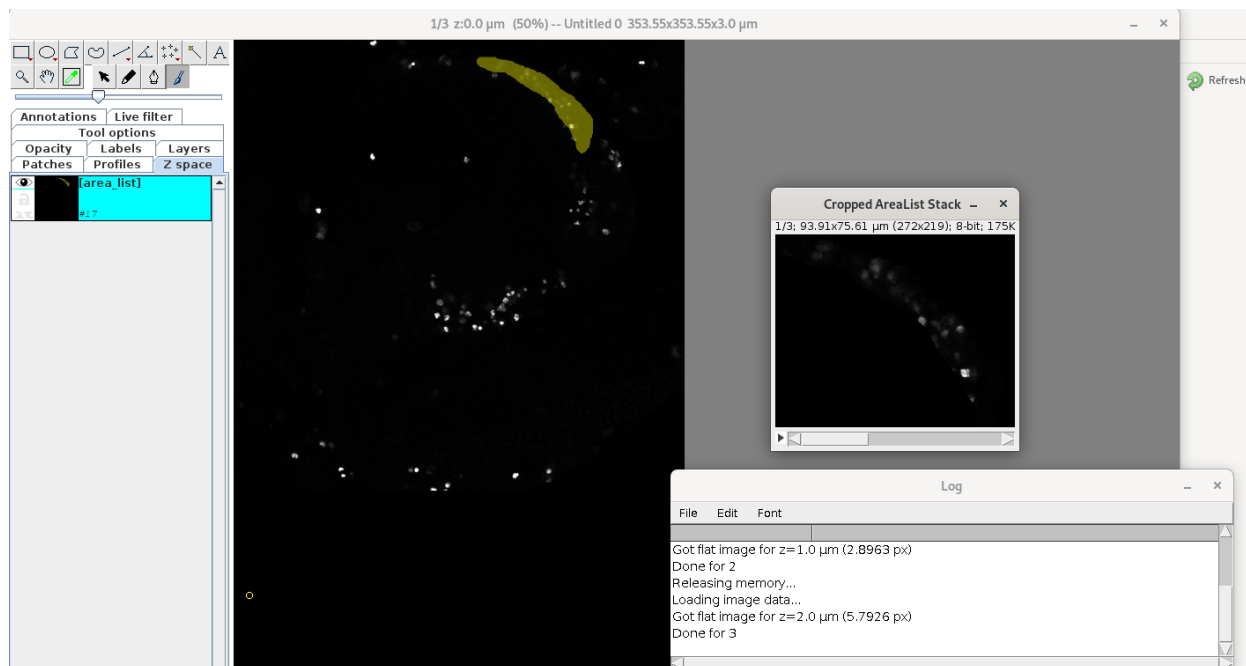 1/3 z:0.0 µm (50%) -- Untitled 0 353.55x353.55x3.0 µm
A
Refresh
Annotations Live filter
Tool options
Opacity Labels Layers
Patches Profiles Z space
[area_list]
#17
Cropped AreaList Stack
1/3; 93.91x75.61 µm (272x219); 8-bit; 175K
Log
File Edit Font
Got flat image for z=1.0 µm (2.8963 px)
Done for 2
Releasing memory...
Loading image data...
Got flat image for z=2.0 µm (5.7926 px)
Done for 3